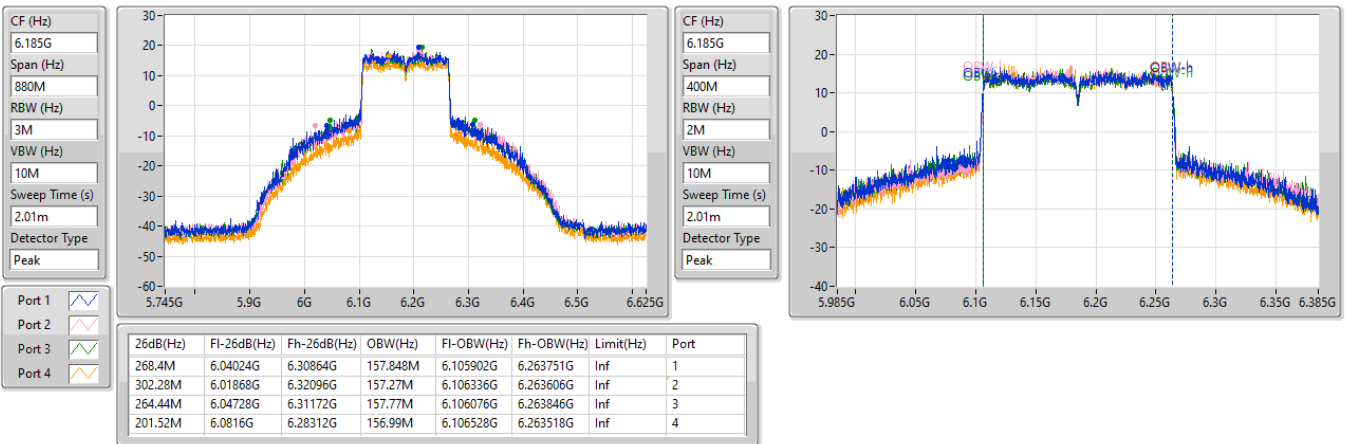 CF (Hz)
6.185G
Span (Hz)
880M
RBW (Hz)
3M
VBW (Hz)
10M
Sweep Time (s)
2.01m
Detector Type
Peak
30-
20-
10-
0-
-10-
-20-
-30-
-40-
-50-
-60-
5.745G 5.9G 6G 6.1G 6.2G 6.3G 6.4G 6.5G 6.625G
CF (Hz)
6.185G
Span (Hz)
400M
RBW (Hz)
2M
VBW (Hz)
10M
Sweep Time (s)
2.01m
Detector Type
Peak
30-
20-
10-
0-
-10-
-20-
-30-
-40-
OBW-h
5.985G 6.05G 6.1G 6.15G 6.2G 6.25G 6.3G 6.35G 6.385G
Port 1
Port 2
Port 3
Port 4
26dB(Hz) Fl-26dB(Hz) Fh-26dB(Hz) OBW(Hz) Fl-OBW(Hz) Fh-OBW(Hz) Limit(Hz) Port
268.4M 6.04024G 6.30864G 157.848M 6.105902G 6.263751G Inf 1
302.28M 6.01868G 6.32096G 157.27M 6.106336G 6.263606G Inf 2
264.44M 6.04728G 6.31172G 157.77M 6.106076G 6.263846G Inf 3
201.52M 6.0816G 6.28312G 156.99M 6.106528G 6.263518G Inf 4